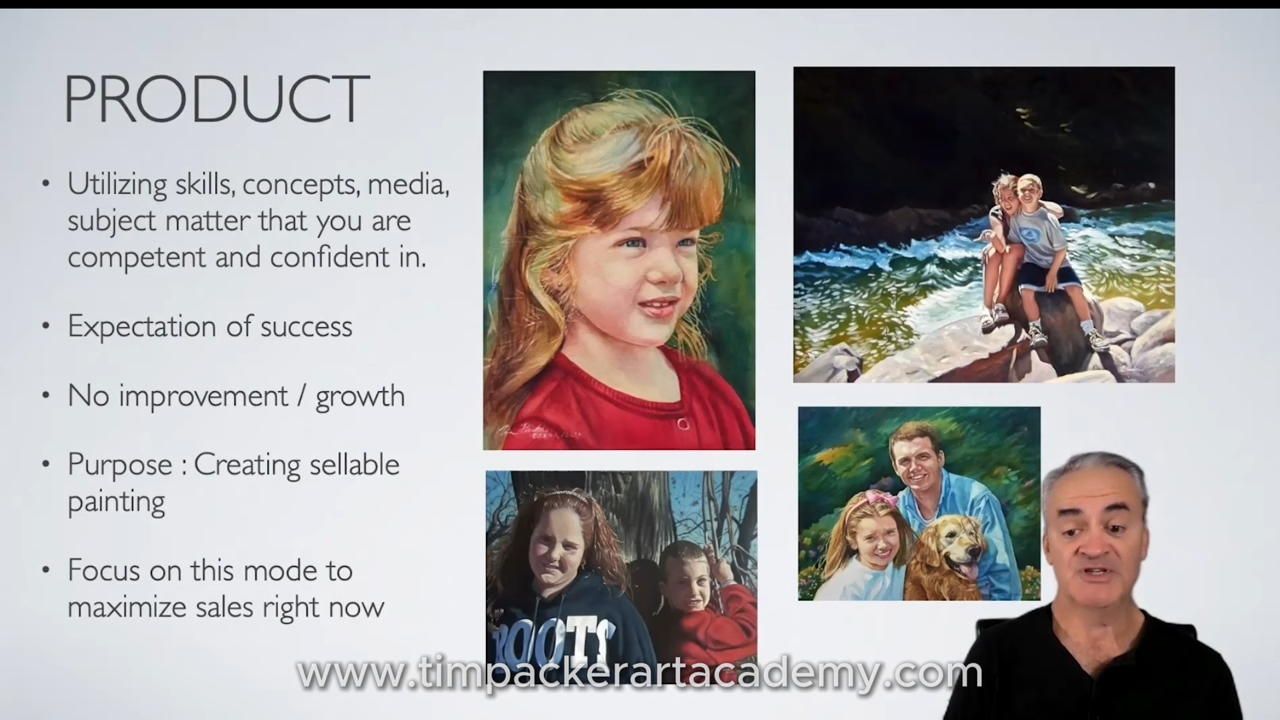 PRODUCT
• Utilizing skills, concepts, media,
subject matter that you are
competent and confident in.
• Expectation of success
• No improvement / growth
• Purpose : Creating sellable
painting
• Focus on this mode to
maximize sales right now
ROOTS
www.timpackerartacademy.com